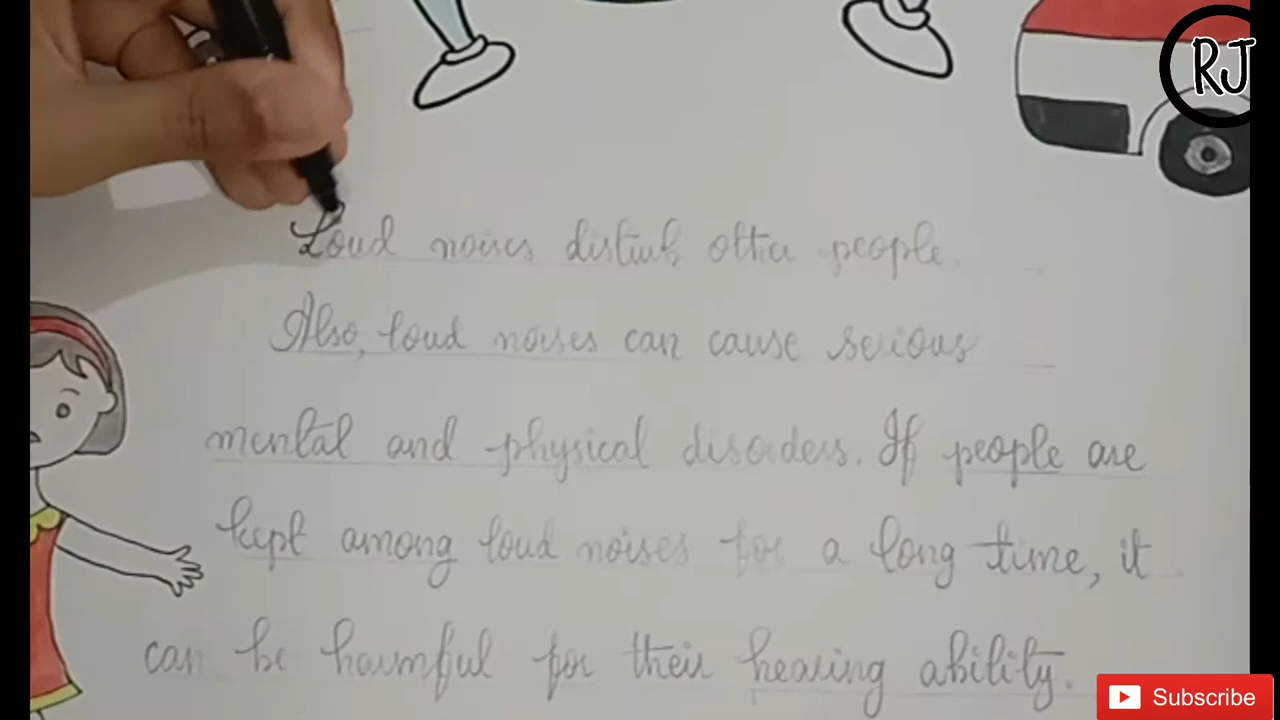 RJ
Loud noises disturb other people.
Also, loud noises can cause serious
mental and physical disorders. If people are
kept among loud noises for a long time, it
can be harmful for their hearing ability.
Subscribe